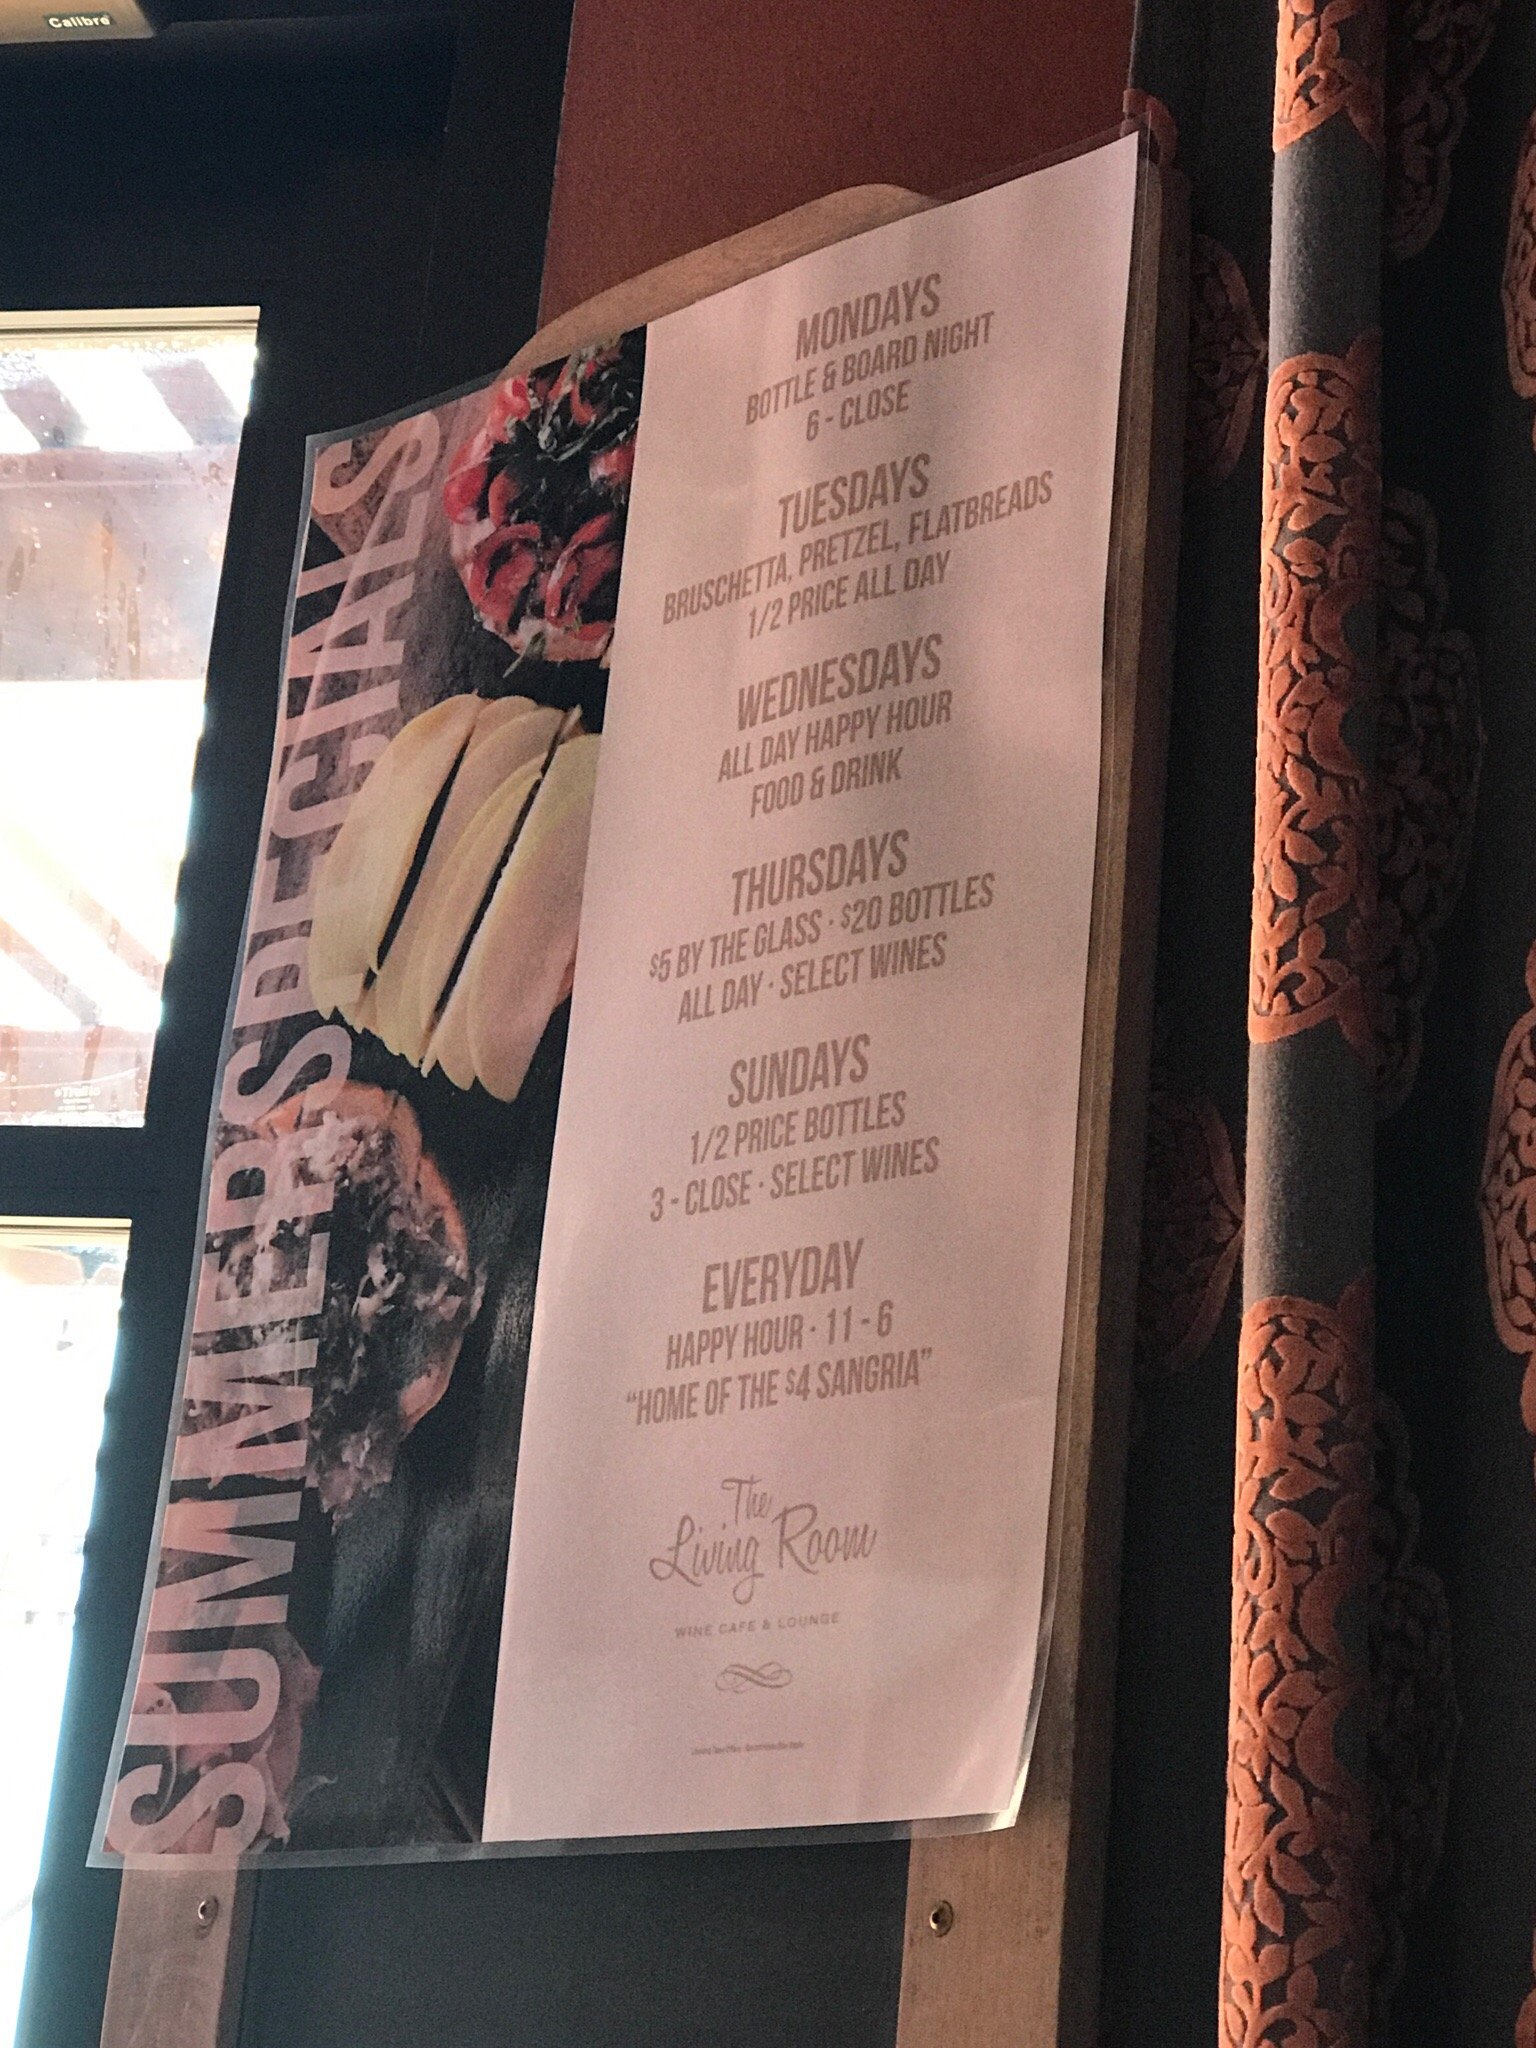 Calibre
SUMMER SPECIALS
MONDAYS
BOTTLE & BOARD NIGHT
6 - CLOSE
TUESDAYS
BRUSCHETTA, PRETZEL, FLATBREADS
1/2 PRICE ALL DAY
WEDNESDAYS
ALL DAY HAPPY HOUR
FOOD & DRINK
THURSDAYS
$5 BY THE GLASS · $20 BOTTLES
ALL DAY · SELECT WINES
SUNDAYS
1/2 PRICE BOTTLES
3 - CLOSE · SELECT WINES
EVERYDAY
HAPPY HOUR · 11 - 6
“HOME OF THE $4 SANGRIA”
The
Living Room
WINE CAFE & LOUNGE